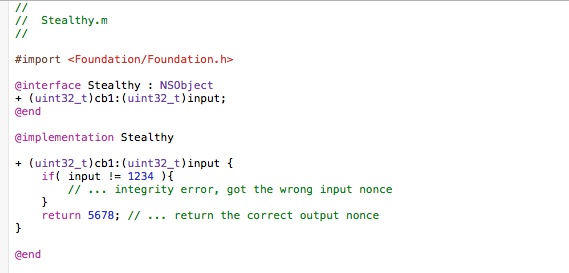 //
//  Stealthy.m
//
#import <Foundation/Foundation.h>
@interface Stealthy : NSObject
+ (uint32_t)cb1:(uint32_t)input;
@end
@implementation Stealthy
+ (uint32_t)cb1:(uint32_t)input {
    if( input != 1234 ){
        // ... integrity error, got the wrong input nonce
    }
    return 5678; // ... return the correct output nonce
}
@end